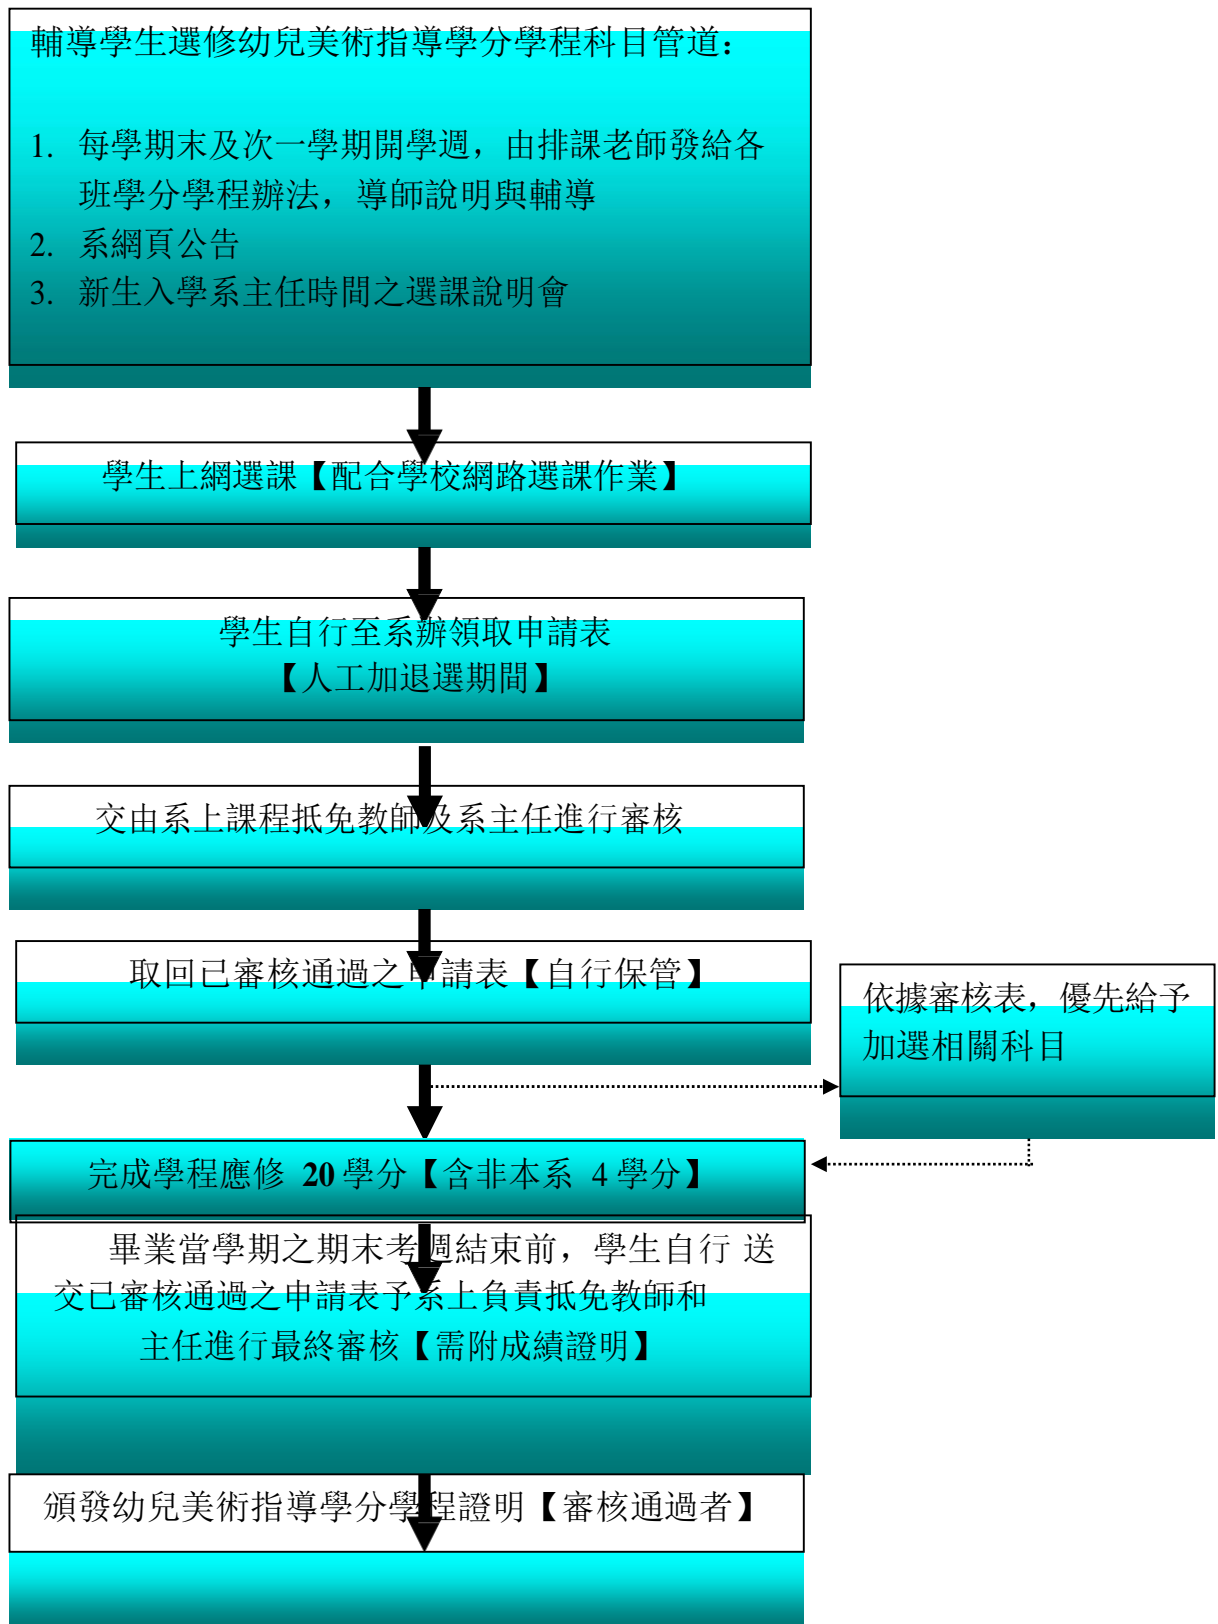 輔導學生選修幼兒美術指導學分學程科目管道：
1. 每學期末及次一學期開學週，由排課老師發給各
班學分學程辦法，導師說明與輔導
2. 系網頁公告
3. 新生入學系主任時間之選課說明會
學生上網選課【配合學校網路選課作業】
學生自行至系辦領取申請表
【人工加退選期間】
交由系上課程抵免教師及系主任進行審核
取回已審核通過之申請表【自行保管】
依據審核表，優先給予
加選相關科目
完成學程應修 20 學分【含非本系 4 學分】
畢業當學期之期末考週結束前，學生自行 送
交已審核通過之申請表予系上負責抵免教師和
主任進行最終審核【需附成績證明】
頒發幼兒美術指導學分學程證明【審核通過者】